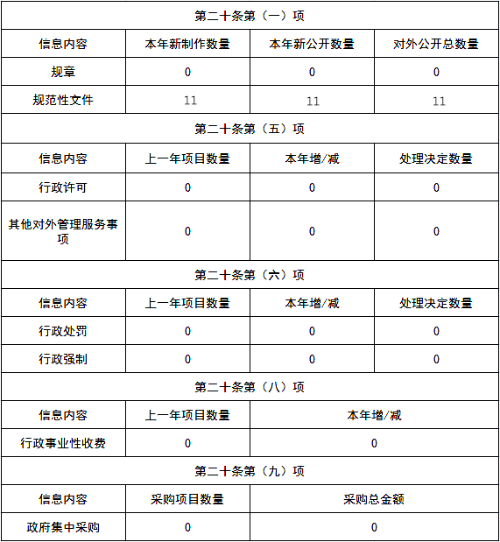 第二十条第（一）项
信息内容 本年新制作数量 本年新公开数量 对外公开总数量
规章 0 0 0
规范性文件 11 11 11
第二十条第（五）项
信息内容 上一年项目数量 本年增/减 处理决定数量
行政许可 0 0 0
其他对外管理服务事
项 0 0 0
第二十条第（六）项
信息内容 上一年项目数量 本年增/减 处理决定数量
行政处罚 0 0 0
行政强制 0 0 0
第二十条第（八）项
信息内容 上一年项目数量 本年增/减
行政事业性收费 0 0
第二十条第（九）项
信息内容 采购项目数量 采购总金额
政府集中采购 0 0